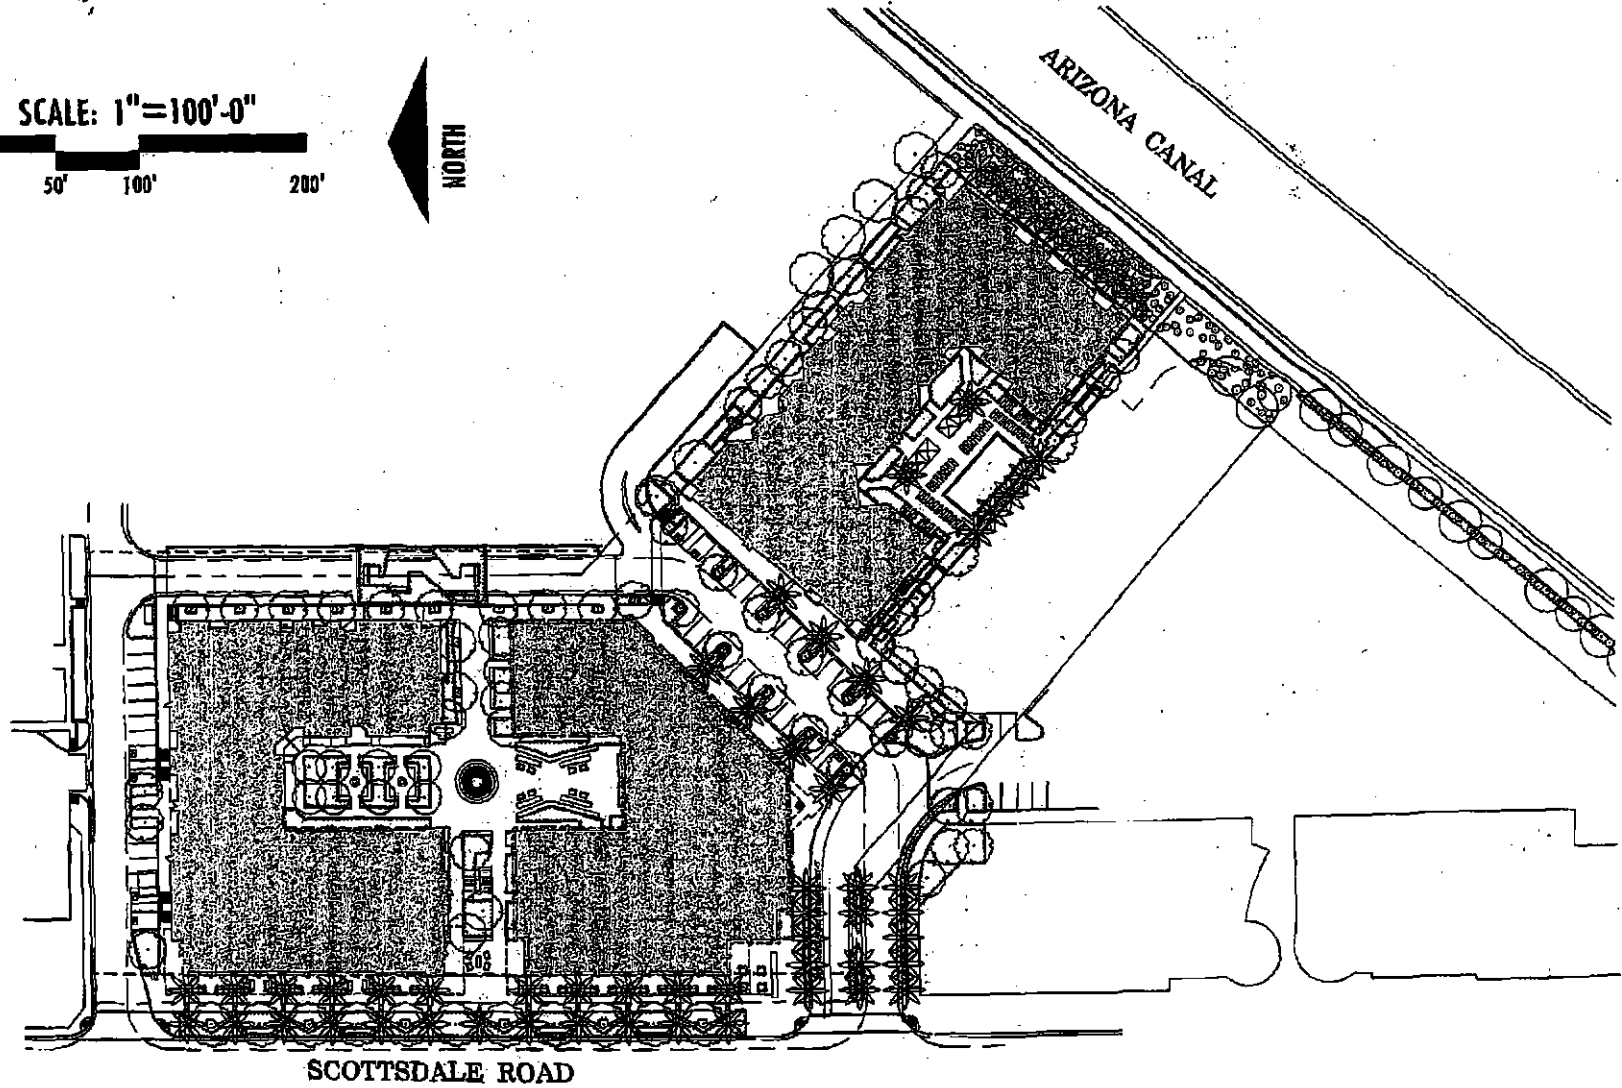 SCALE: 1"=100'-0"
50' 100' 200'
NORTH
ARIZONA CANAL
SCOTTSDALE ROAD